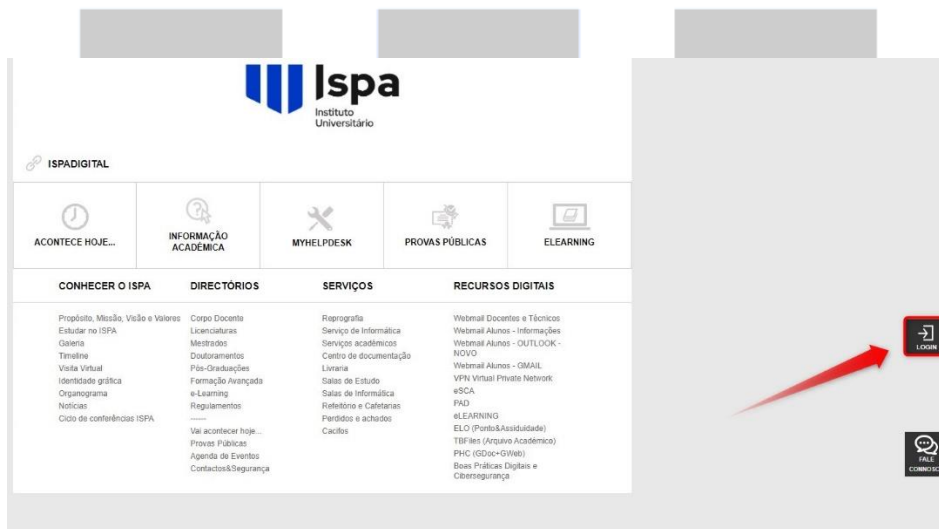 Ispa
Instituto
Universitário
ISPADIGITAL
ACONTECE HOJE...
INFORMAÇÃO
ACADÉMICA
MYHELPDESK
PROVAS PÚBLICAS
ELEARNING
CONHECER O ISPA
Propósito, Missão, Visão e Valores
Estudar no ISPA
Galeria
Timeline
Visita Virtual
Identidade gráfica
Organograma
Notícias
Ciclo de conferências ISPA
DIRECTÓRIOS
Corpo Docente
Licenciaturas
Mestrados
Doutoramentos
Pós-Graduações
Formação Avançada
e-Learning
Regulamentos
------
Vai acontecer hoje...
Provas Públicas
Agenda de Eventos
Contactos&Segurança
SERVIÇOS
Reprografia
Serviço de Informática
Serviços académicos
Centro de documentação
Livraria
Salas de Estudo
Salas de Informática
Refeitório e Cafetarias
Perdidos e achados
Cacifos
RECURSOS DIGITAIS
Webmail Docentes e Técnicos
Webmail Alunos - Informações
Webmail Alunos - OUTLOOK -
NOVO
Webmail Alunos - GMAIL
VPN Virtual Private Network
eSCA
PAD
eLEARNING
ELO (Ponto&Assiduidade)
TBFiles (Arquivo Académico)
PHC (GDoc+GWeb)
Boas Práticas Digitais e
Cibersegurança
LOGIN
FALE
CONNOSCO